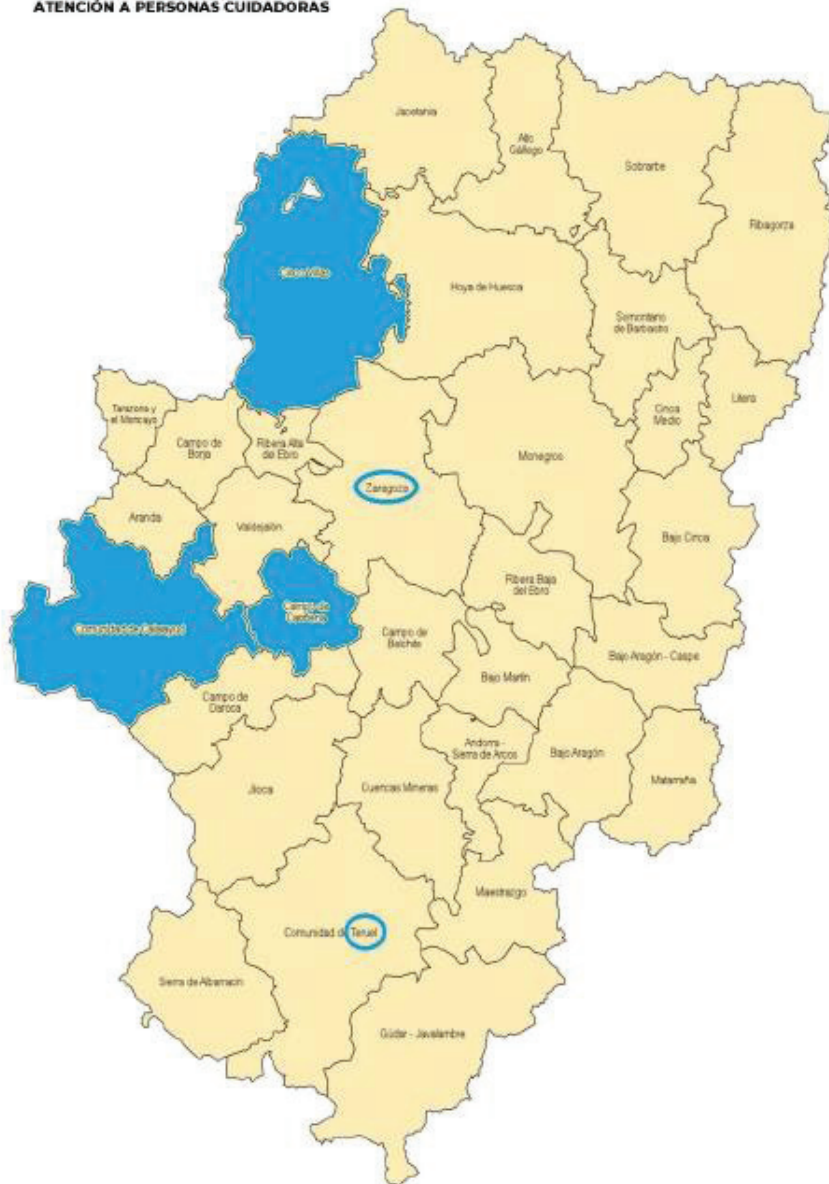 ATENCIÓN A PERSONAS CUIDADORAS
Jacetania
Alto
Gállego
Sobrarbe
Ribagorza
Cinco Villas
Hoya de Huesca
Somontano
de Barbastro
Tarazona y
el Moncayo
Campo de
Borja
Ribera Alta
del Ebro
Cinca
Medio
Litera
Monegros
Zaragoza
Aranda
Valdejalón
Bajo Cinca
Ribera Baja
del Ebro
Comunidad de Calatayud
Campo de
Cariñena
Campo de
Belchite
Bajo Aragón - Caspe
Bajo Martín
Campo de
Daroca
Andorra -
Sierra de Arcos
Bajo Aragón
Matarraña
Jiloca
Cuencas Mineras
Maestrazgo
Comunidad de Teruel
Sierra de Albarracín
Gúdar - Javalambre